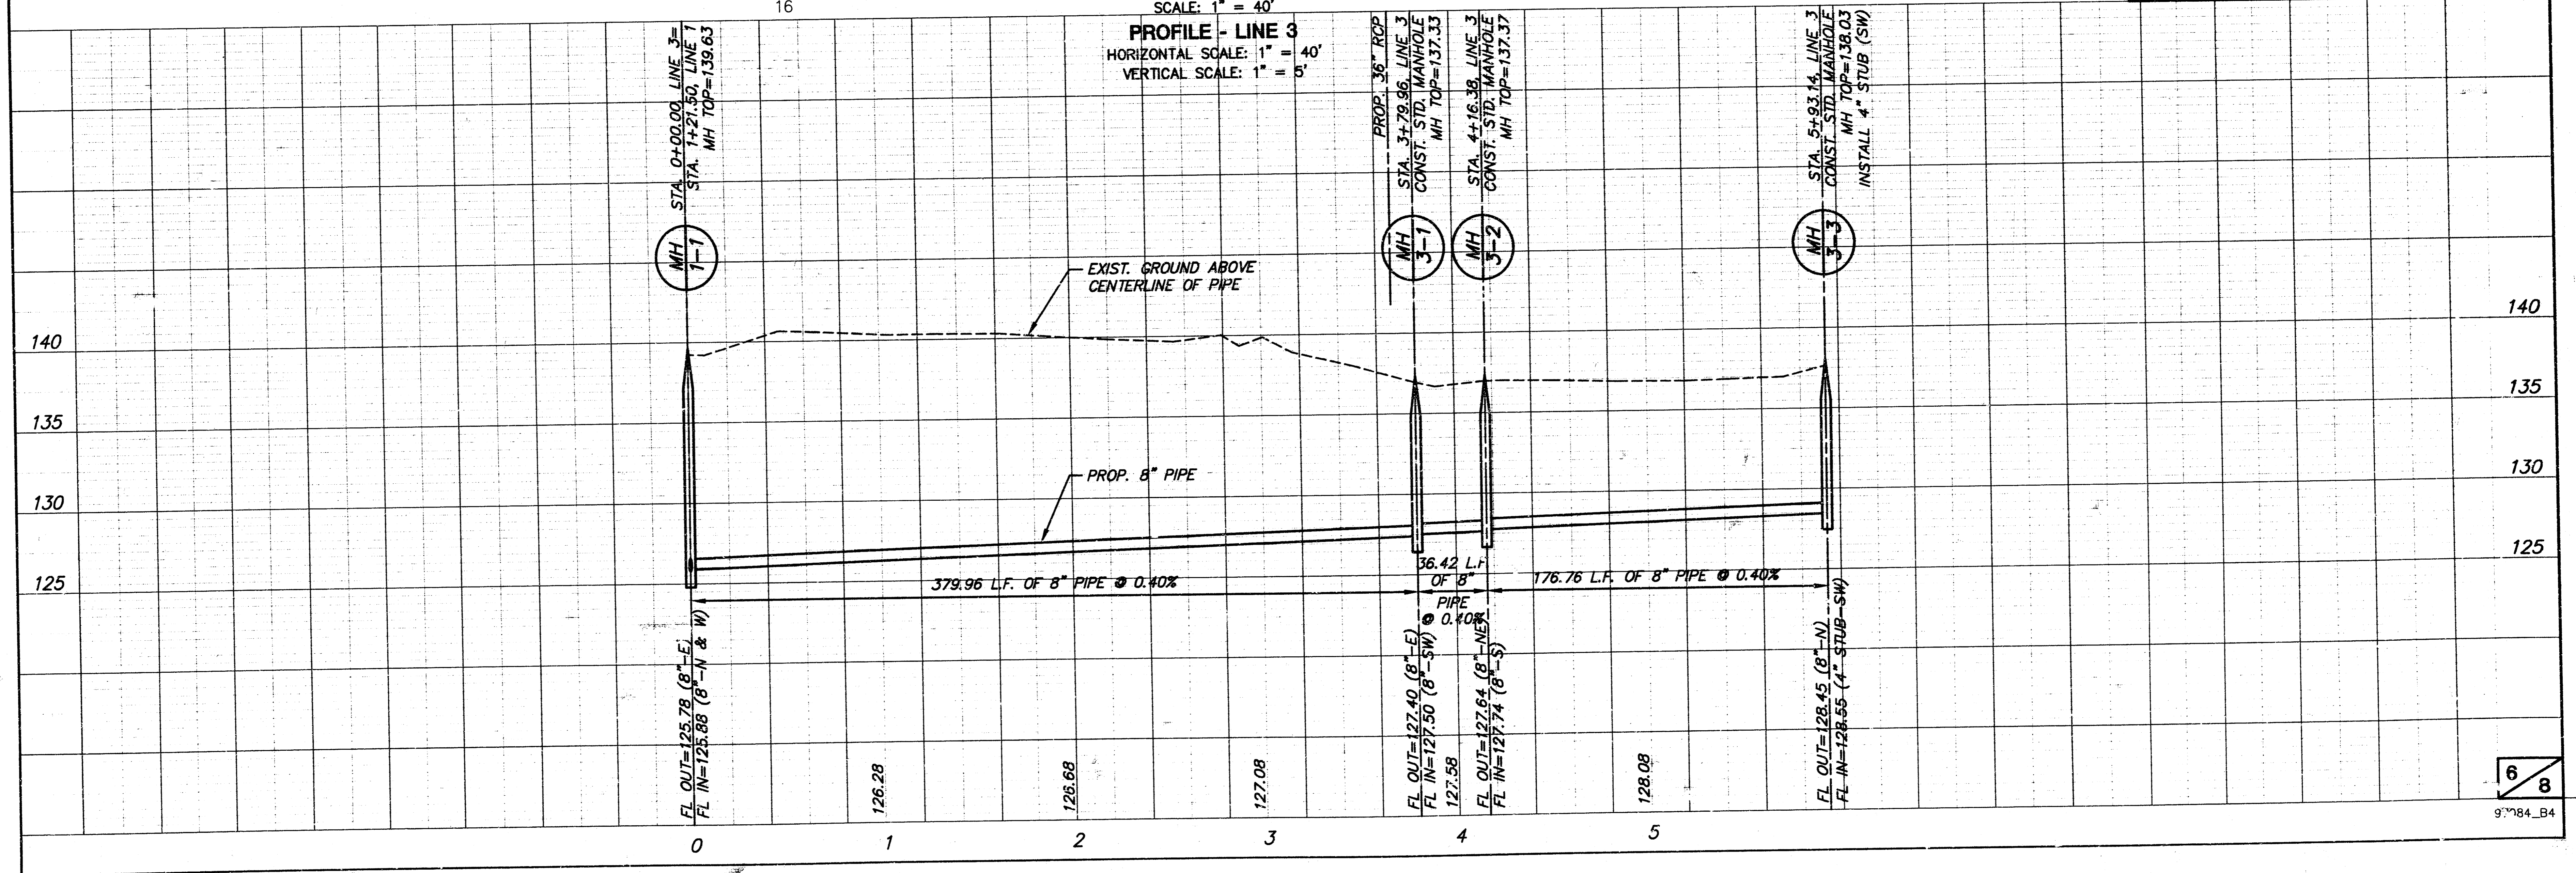 16
SCALE: 1" = 40'
PROFILE - LINE 3
HORIZONTAL SCALE: 1" = 40'
VERTICAL SCALE: 1" = 5'
STA. 0+00.00, LINE 3=
STA. 1+21.50, LINE 1
MH TOP=139.63
PROP. 36" RCP
STA. 3+79.96, LINE 3
CONST. STD. MANHOLE
MH TOP=137.33
STA. 4+16.38, LINE 3
CONST. STD. MANHOLE
MH TOP=137.37
STA. 5+93.14, LINE 3
CONST. STD. MANHOLE
MH TOP=138.03
INSTALL 4" STUB (SW)
MH
1-1
MH
3-1
MH
3-2
MH
3-3
EXIST. GROUND ABOVE
CENTERLINE OF PIPE
140
140
135
135
PROP. 8" PIPE
130
130
125
125
379.96 L.F. OF 8" PIPE @ 0.40%
36.42 L.F.
OF 8"
PIPE
@ 0.40%
176.76 L.F. OF 8" PIPE @ 0.40%
FL OUT=125.78 (8"-E)
FL IN=125.88 (8"-N & W)
126.28
126.68
127.08
FL OUT=127.40 (8"-E)
FL IN=127.50 (8"-SW)
127.58
FL OUT=127.64 (8"-NE)
FL IN=127.74 (8"-S)
128.08
FL OUT=128.45 (8"-N)
FL IN=128.55 (4" STUB-SW)
0
1
2
3
4
5
6
8